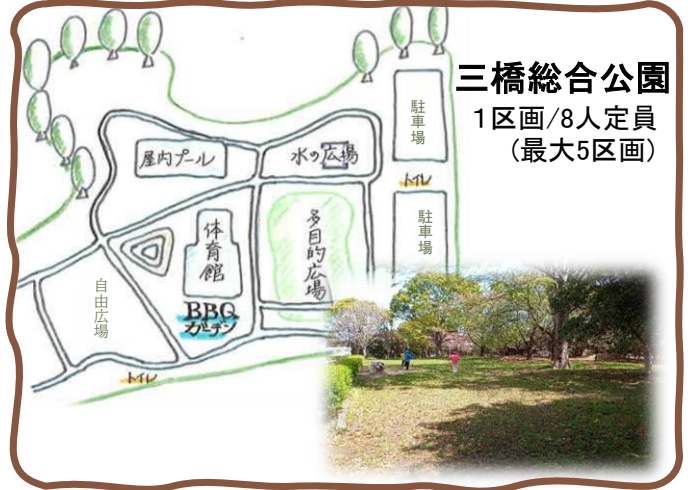 三橋総合公園
1区画/8人定員
(最大5区画)
駐車場
屋内プール
水の広場
トイレ
駐車場
体育館
多目的広場
自由広場
BBQ
ガーデン
トイレ